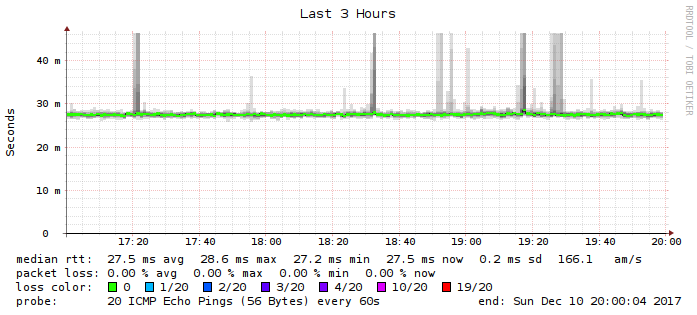 Last 3 Hours
RRDTOOL / TOBI OETIKER
Seconds
40 m
30 m
20 m
10 m
0
17:20 17:40 18:00 18:20 18:40 19:00 19:20 19:40 20:00
median rtt: 27.5 ms avg 28.6 ms max 27.2 ms min 27.5 ms now 0.2 ms sd 166.1 am/s
packet loss: 0.00 % avg 0.00 % max 0.00 % min 0.00 % now
loss color: 0 1/20 2/20 3/20 4/20 10/20 19/20
probe: 20 ICMP Echo Pings (56 Bytes) every 60s end: Sun Dec 10 20:00:04 2017